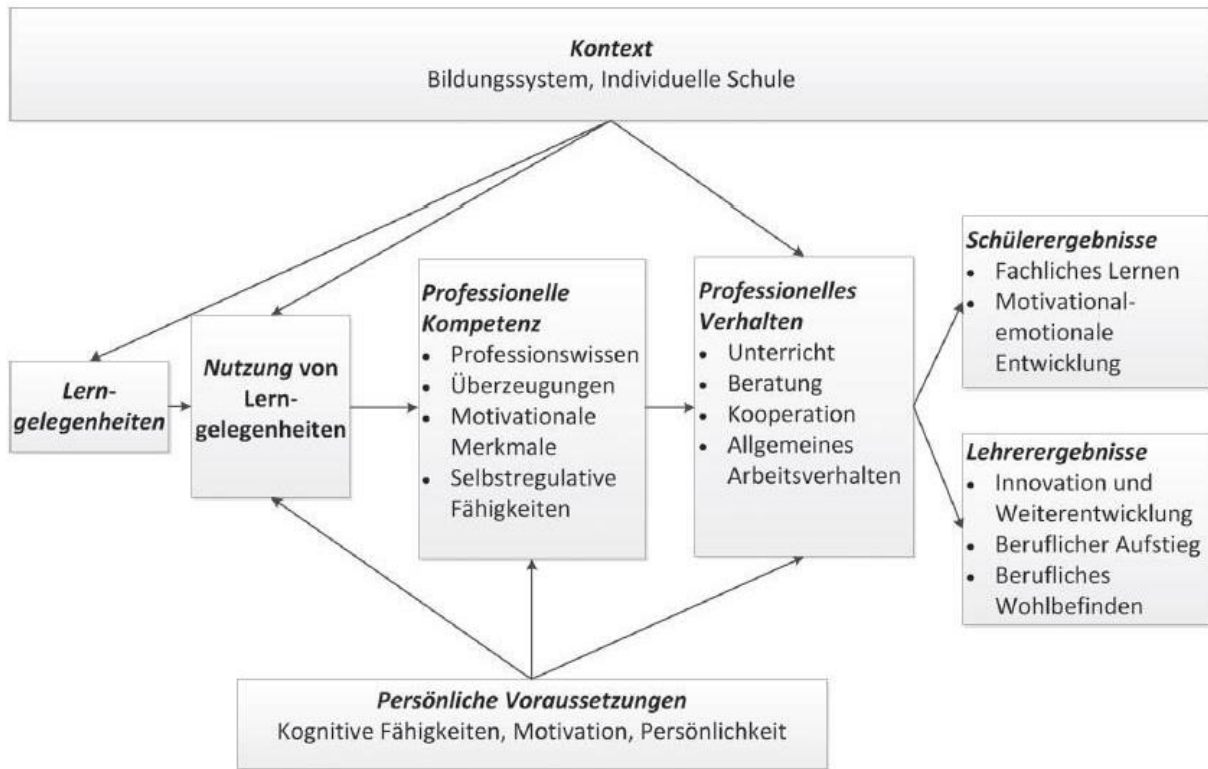 Kontext
Bildungssystem, Individuelle Schule
Lern-
gelegenheiten
Nutzung von
Lern-
gelegenheiten
Professionelle
Kompetenz
• Professionswissen
• Überzeugungen
• Motivationale
Merkmale
• Selbstregulative
Fähigkeiten
Professionelles
Verhalten
• Unterricht
• Beratung
• Kooperation
• Allgemeines
Arbeitsverhalten
Schülerergebnisse
• Fachliches Lernen
• Motivational-
emotionale
Entwicklung
Lehrerergebnisse
• Innovation und
Weiterentwicklung
• Beruflicher Aufstieg
• Berufliches
Wohlbefinden
Persönliche Voraussetzungen
Kognitive Fähigkeiten, Motivation, Persönlichkeit